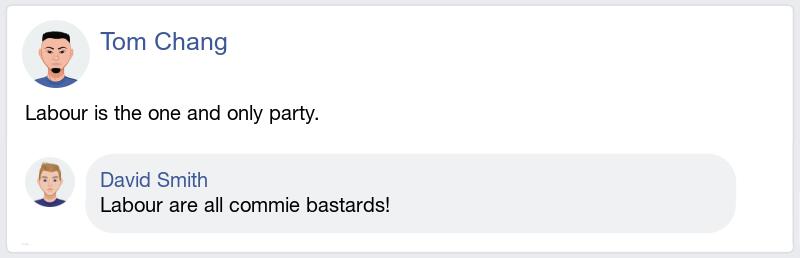 Tom Chang
Labour is the one and only party.
David Smith
Labour are all commie bastards!